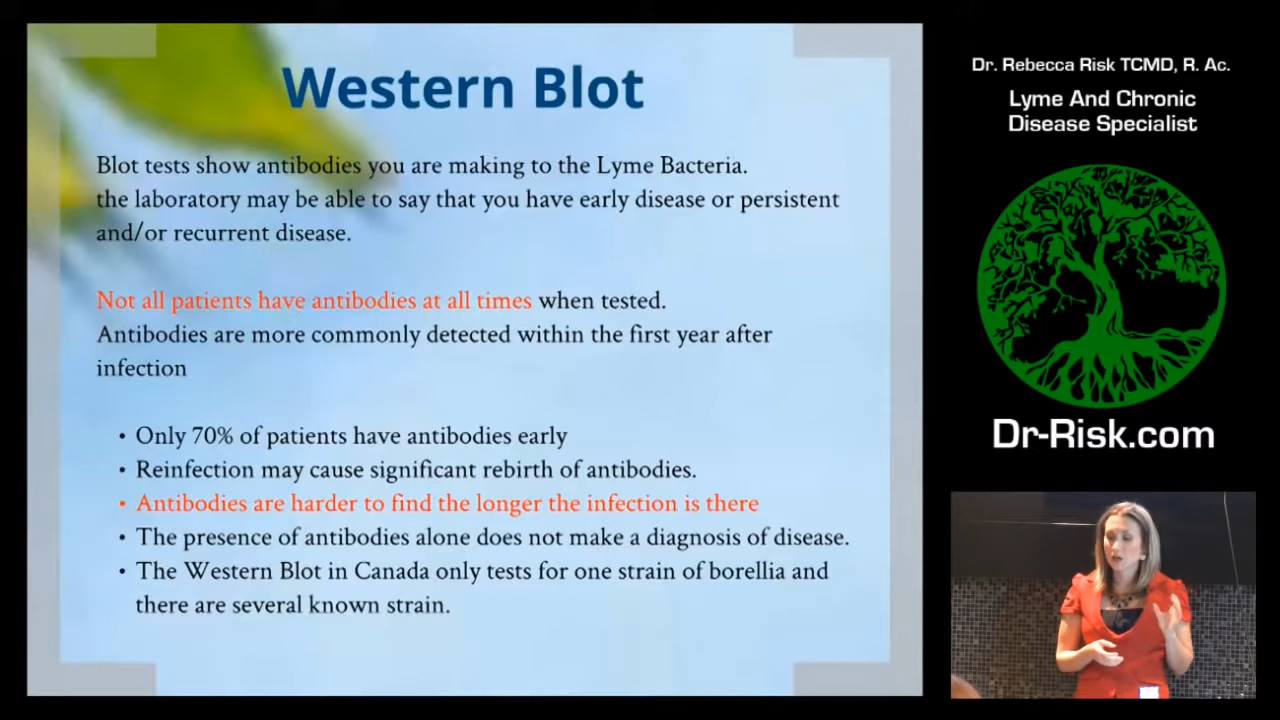 Western Blot
Blot tests show antibodies you are making to the Lyme Bacteria.
the laboratory may be able to say that you have early disease or persistent
and/or recurrent disease.
Not all patients have antibodies at all times when tested.
Antibodies are more commonly detected within the first year after
infection
• Only 70% of patients have antibodies early
• Reinfection may cause significant rebirth of antibodies.
• Antibodies are harder to find the longer the infection is there
• The presence of antibodies alone does not make a diagnosis of disease.
• The Western Blot in Canada only tests for one strain of borellia and
there are several known strain.
Dr. Rebecca Risk TCMD, R. Ac.
Lyme And Chronic
Disease Specialist
Dr-Risk.com